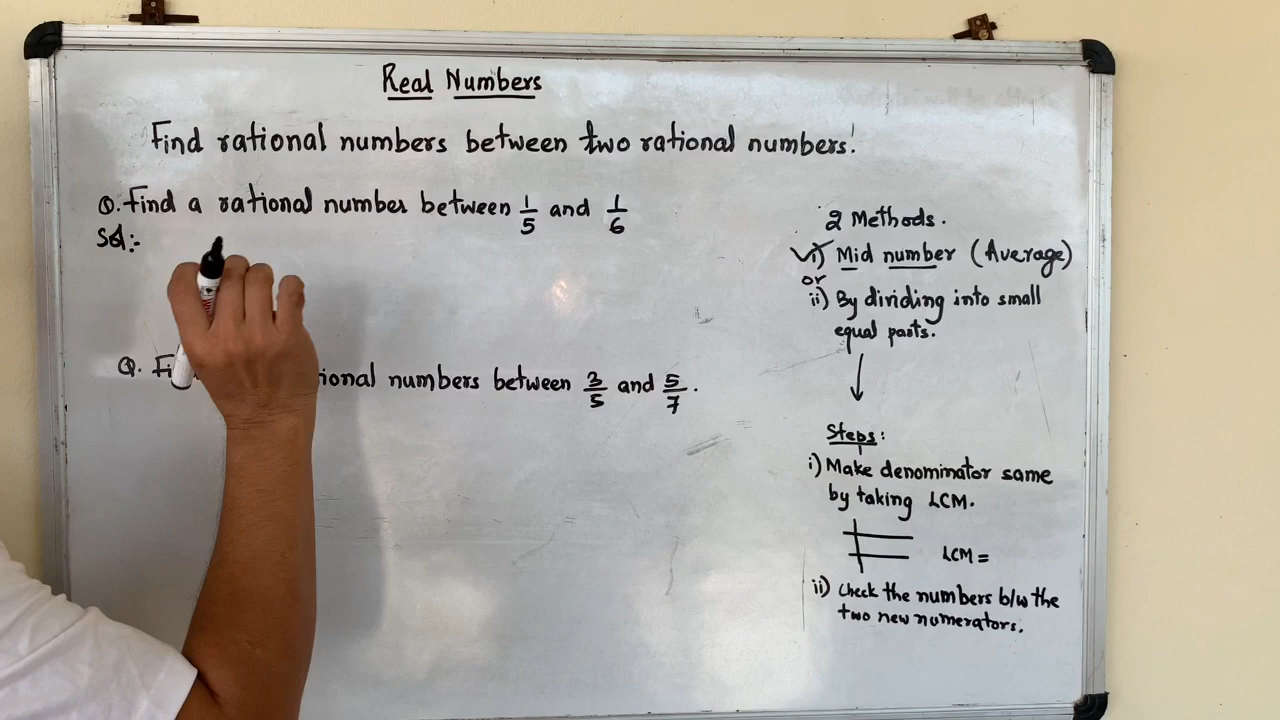 Real Numbers
Find rational numbers between two rational numbers!
Q. Find a rational number between 1/5 and 1/6
Sol:-
Q. numbers between 3/5 and 5/7.
2 Methods.
i) Mid number (Average)
or
ii) By dividing into small
equal parts.
Steps:
i) Make denominator same
by taking LCM.
LCM =
ii) Check the numbers b/w the
two new numerators.